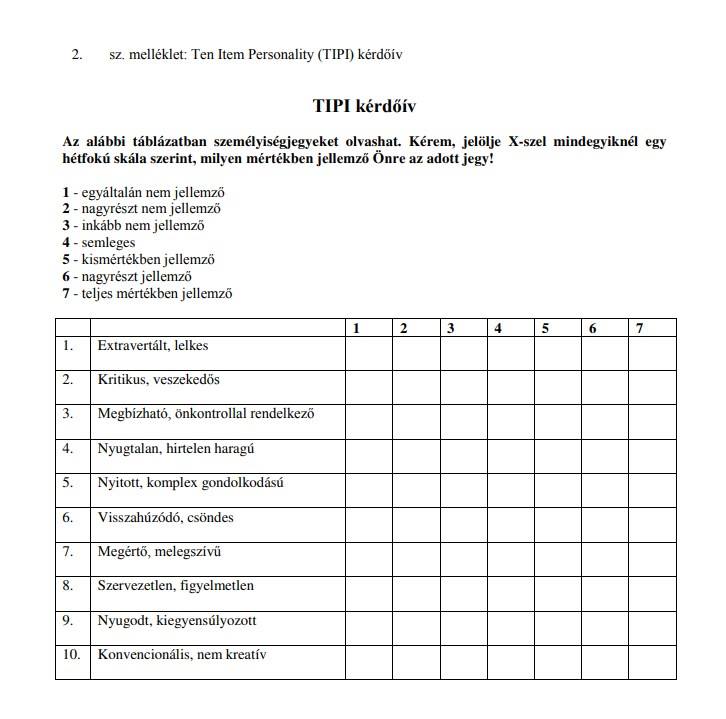 2. sz. melléklet: Ten Item Personality (TIPI) kérdőív
TIPI kérdőív
Az alábbi táblázatban személyiségjegyeket olvashat. Kérem, jelölje X-szel mindegyiknél egy
hétfokú skála szerint, milyen mértékben jellemző Önre az adott jegy!
1 - egyáltalán nem jellemző
2 - nagyrészt nem jellemző
3 - inkább nem jellemző
4 - semleges
5 - kismértékben jellemző
6 - nagyrészt jellemző
7 - teljes mértékben jellemző
1 2 3 4 5 6 7
1. Extravertált, lelkes
2. Kritikus, veszekedős
3. Megbízható, önkontrollal rendelkező
4. Nyugtalan, hirtelen haragú
5. Nyitott, komplex gondolkodású
6. Visszahúzódó, csöndes
7. Megértő, melegszívű
8. Szervezetlen, figyelmetlen
9. Nyugodt, kiegyensúlyozott
10. Konvencionális, nem kreatív